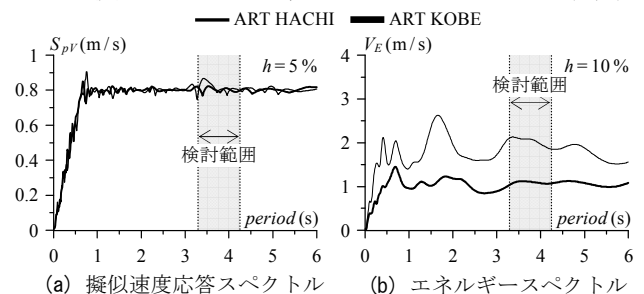 ART HACHI ART KOBE
S_pV(m/s) h=5%
検討範囲
1
0.8
0.6
0.4
0.2
0
0 1 2 3 4 5 6
period(s)
(a) 擬似速度応答スペクトル
V_E(m/s) h=10%
検討範囲
4
3
2
1
0
0 1 2 3 4 5 6
period(s)
(b) エネルギースペクトル